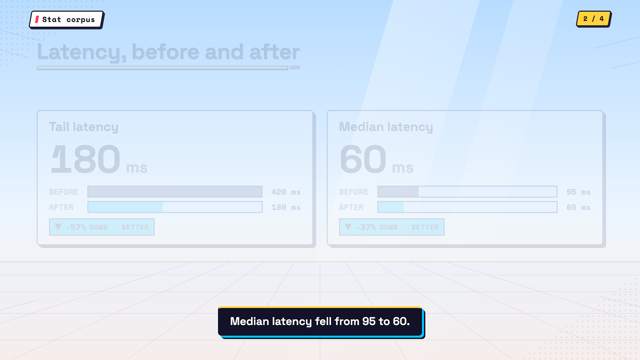 Stat corpus
2 / 4
Latency, before and after
Tail latency
180 ms
BEFORE 420 ms
AFTER 180 ms
▼ -57% DOWN · BETTER
Median latency
60 ms
BEFORE 95 ms
AFTER 60 ms
▼ -37% DOWN · BETTER
Median latency fell from 95 to 60.